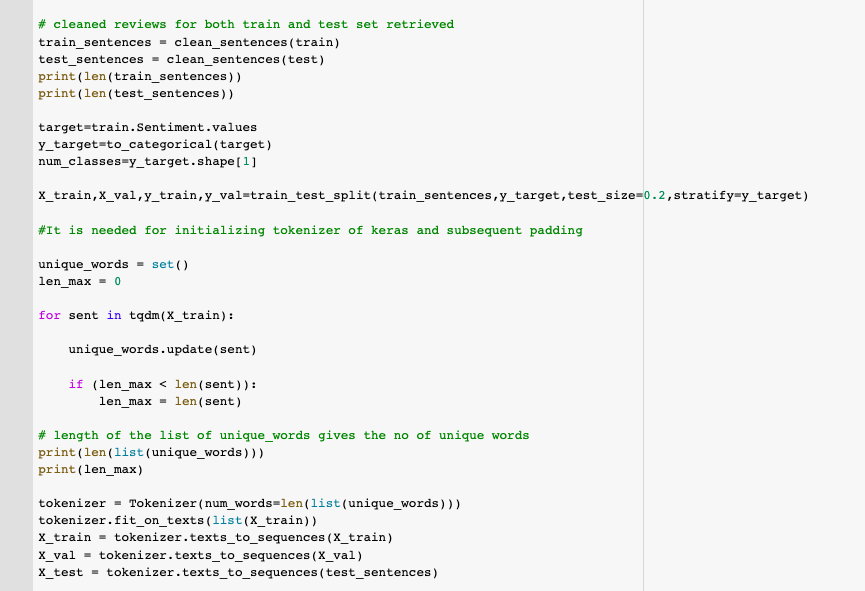 # cleaned reviews for both train and test set retrieved
train_sentences = clean_sentences(train)
test_sentences = clean_sentences(test)
print(len(train_sentences))
print(len(test_sentences))
target=train.Sentiment.values
y_target=to_categorical(target)
num_classes=y_target.shape[1]
X_train,X_val,y_train,y_val=train_test_split(train_sentences,y_target,test_size=0.2,stratify=y_target)
#It is needed for initializing tokenizer of keras and subsequent padding
unique_words = set()
len_max = 0
for sent in tqdm(X_train):
    unique_words.update(sent)
    if (len_max < len(sent)):
        len_max = len(sent)
# length of the list of unique_words gives the no of unique words
print(len(list(unique_words)))
print(len_max)
tokenizer = Tokenizer(num_words=len(list(unique_words)))
tokenizer.fit_on_texts(list(X_train))
X_train = tokenizer.texts_to_sequences(X_train)
X_val = tokenizer.texts_to_sequences(X_val)
X_test = tokenizer.texts_to_sequences(test_sentences)